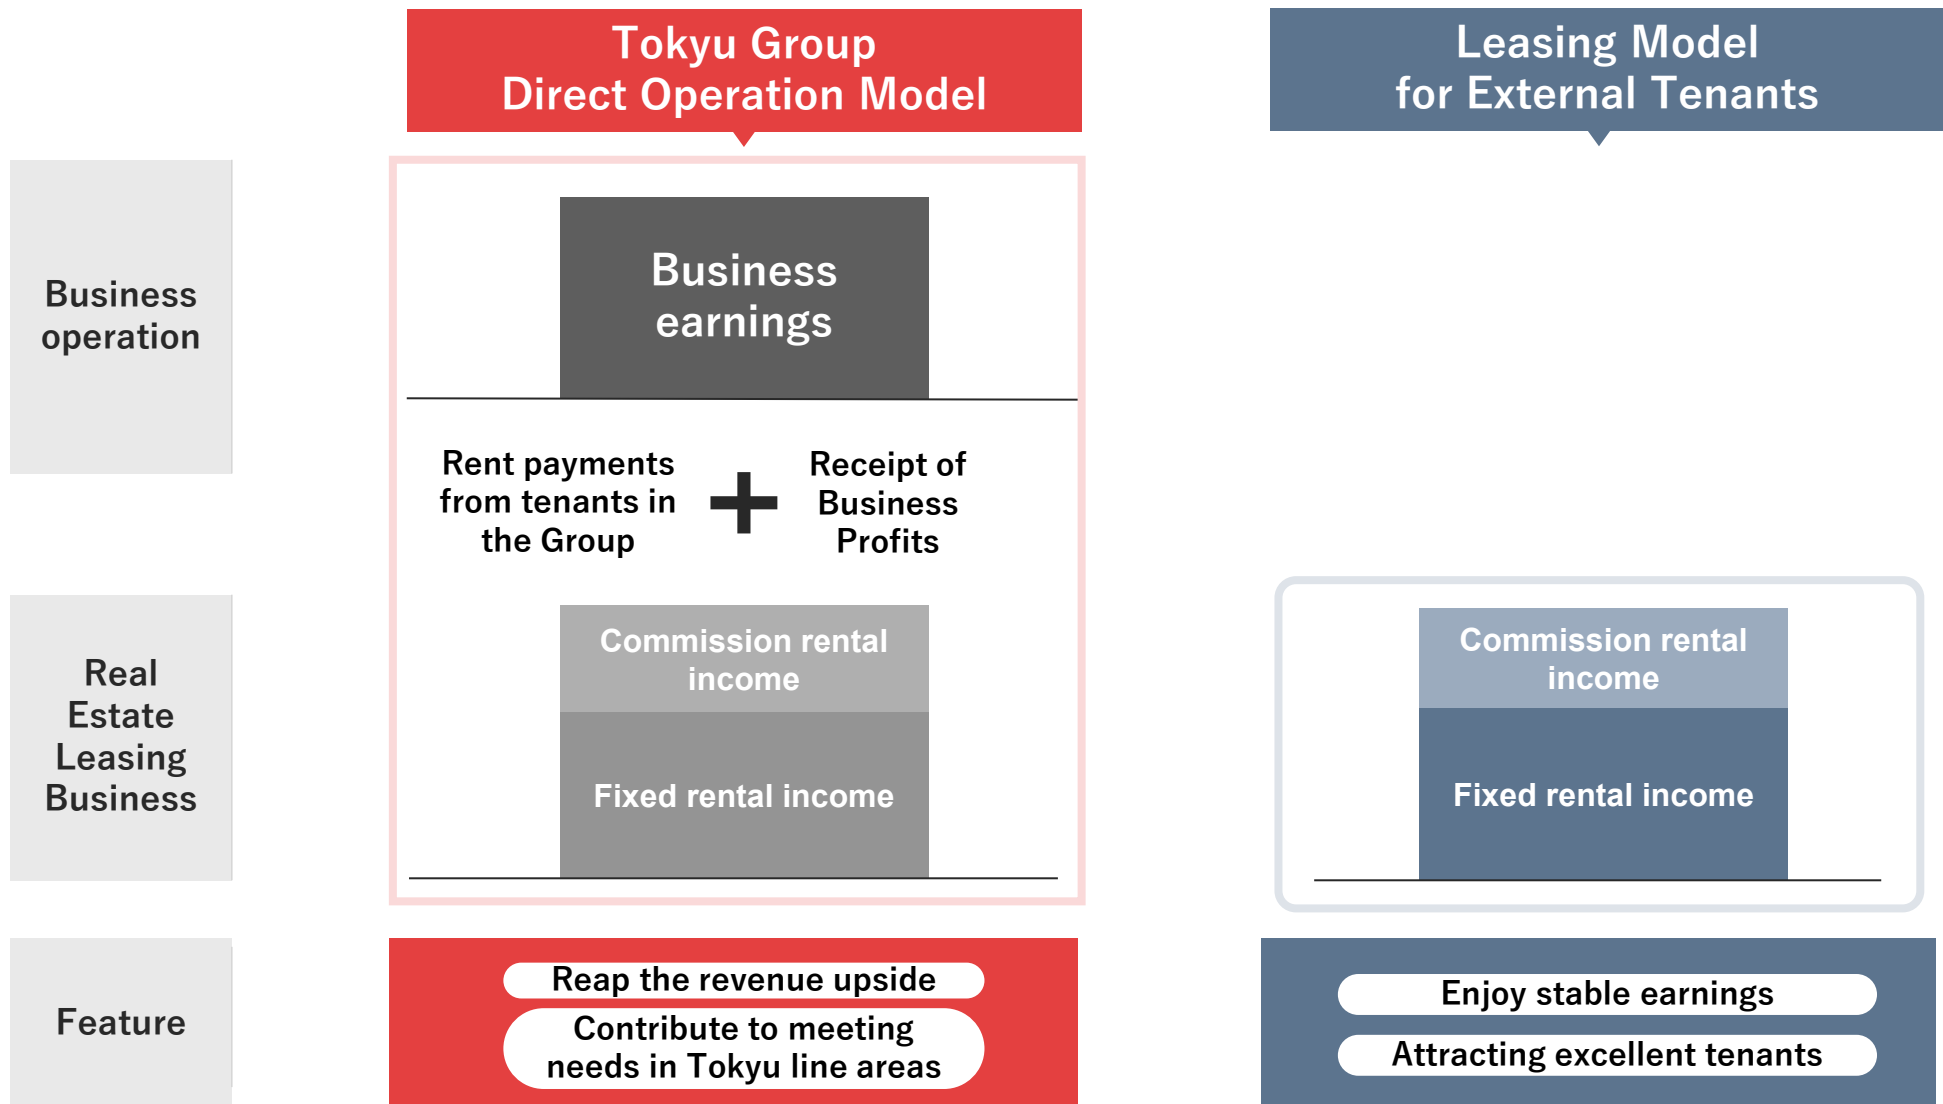 Tokyu Group
Direct Operation Model
Leasing Model
for External Tenants
Business
operation
Business
earnings
Rent payments
from tenants in
the Group
+
Receipt of
Business
Profits
Real
Estate
Leasing
Business
Commission rental
income
Fixed rental income
Commission rental
income
Fixed rental income
Feature
Reap the revenue upside
Contribute to meeting
needs in Tokyu line areas
Enjoy stable earnings
Attracting excellent tenants